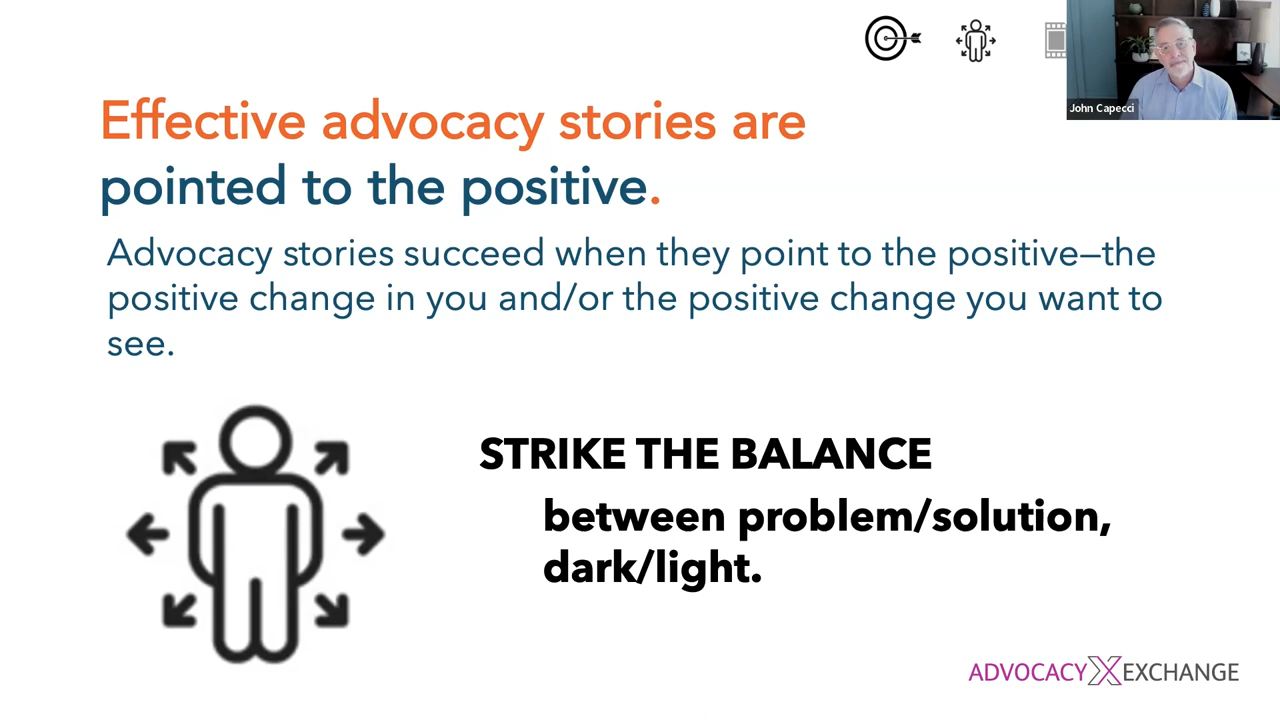 John Capecci
Effective advocacy stories are
pointed to the positive.
Advocacy stories succeed when they point to the positive—the
positive change in you and/or the positive change you want to
see.
STRIKE THE BALANCE
between problem/solution,
dark/light.
ADVOCACY X EXCHANGE